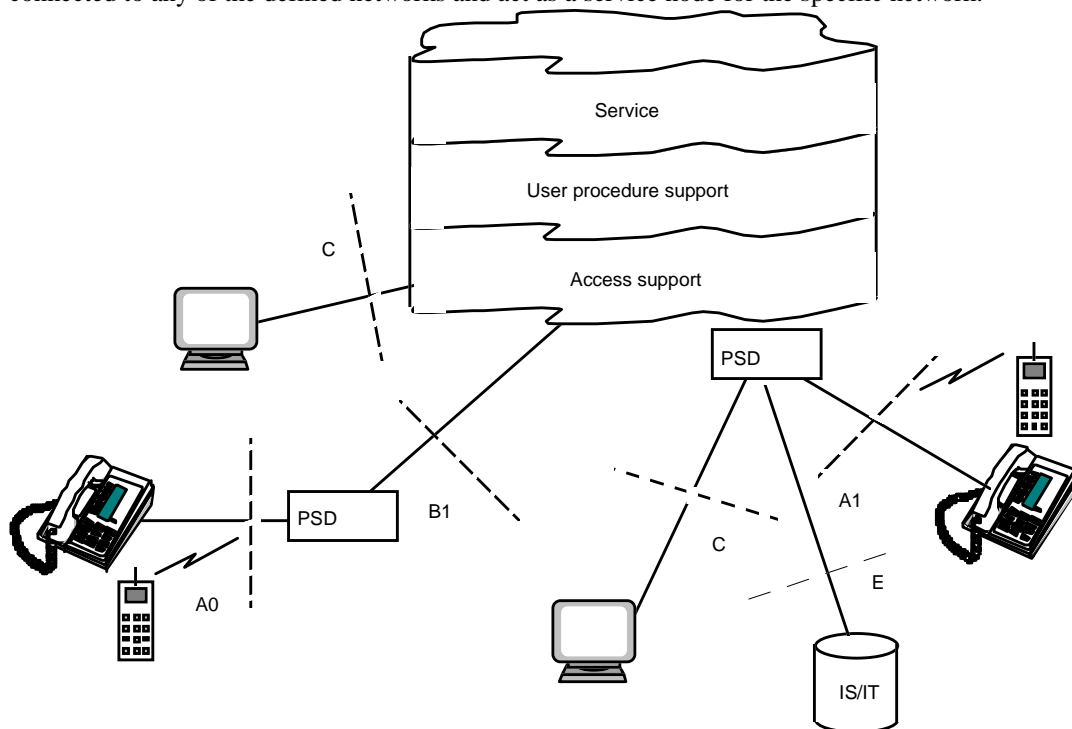 connected to any of the defined networks and act as a service node for the specific network.
Service
User procedure support
C
Access support
PSD
A1
PSD
B1
C
E
A0
IS/IT